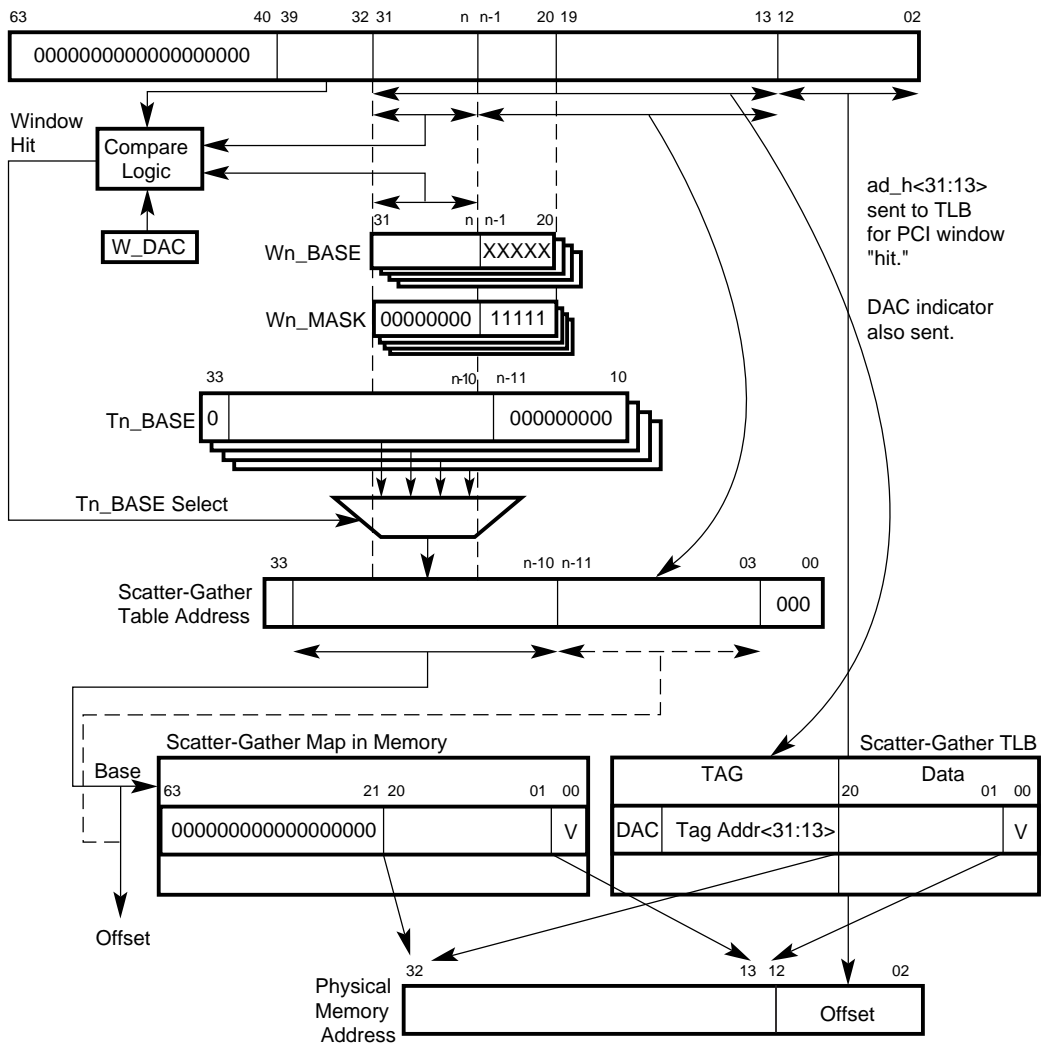 63 40 39 32 31 n n-1 20 19 13 12 02
0000000000000000000000
Window
Hit
Compare
Logic
W_DAC
ad_h<31:13>
sent to TLB
for PCI window
"hit."
DAC indicator
also sent.
31 n n-1 20
Wn_BASE XXXXX
Wn_MASK 00000000 11111
33 n-10 n-11 10
Tn_BASE 0 000000000
Tn_BASE Select
33 n-10 n-11 03 00
Scatter-Gather
Table Address
000
Scatter-Gather Map in Memory
Scatter-Gather TLB
Base
TAG Data
63 21 20 01 00
20 01 00
000000000000000000 V
DAC Tag Addr<31:13> V
Offset
32 13 12 02
Physical
Memory
Address
Offset